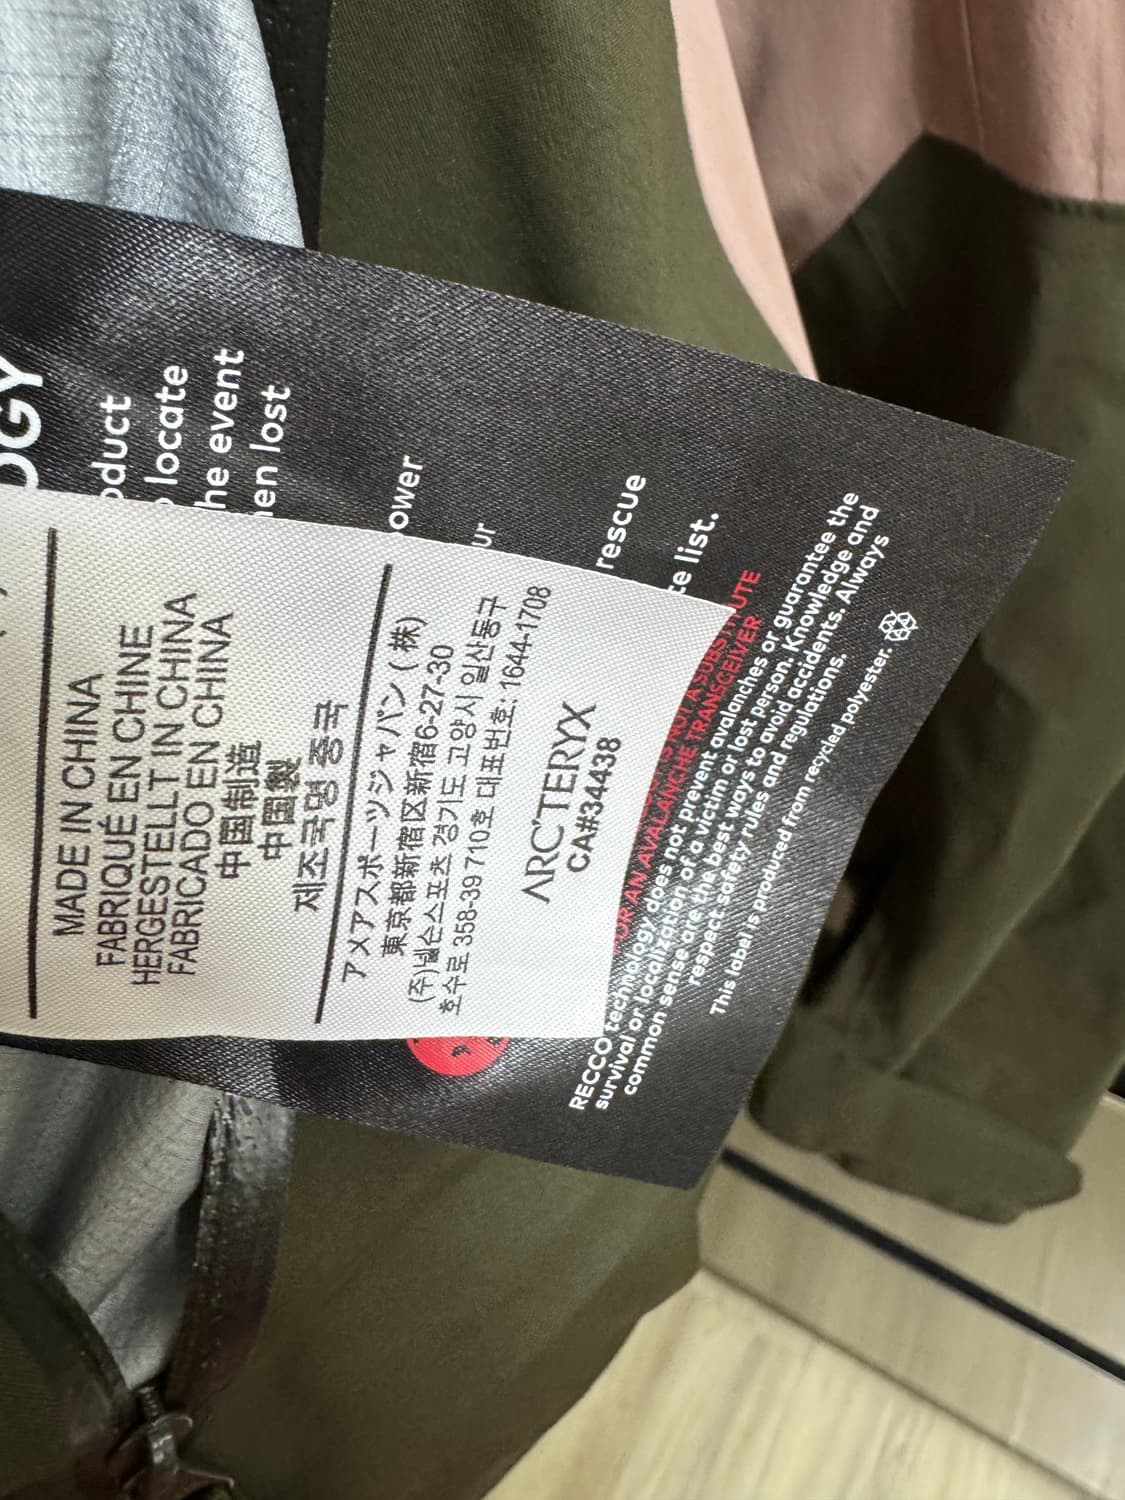 MADE IN CHINA
FABRIQUÉ EN CHINE
HERGESTELLT IN CHINA
FABRICADO EN CHINA
中国制造
中國製
제조국명 중국
アメアスポーツジャパン (株)
東京都新宿区新宿6-27-30
(주)넬슨스포츠 경기도 고양시 일산동구
호수로 358-39 710호 대표번호: 1644-1708
ARC'TERYX
CA#34438
locate
he event
lost
rescue
list.
FOR AN AVALANCHE TRANSCEIVER
RECCO technology does not prevent avalanches or guarantee the
survival or localization of a victim or lost person. Knowledge and
common sense are the best ways to avoid accidents. Always
respect safety rules and regulations.
This label is produced from recycled polyester.